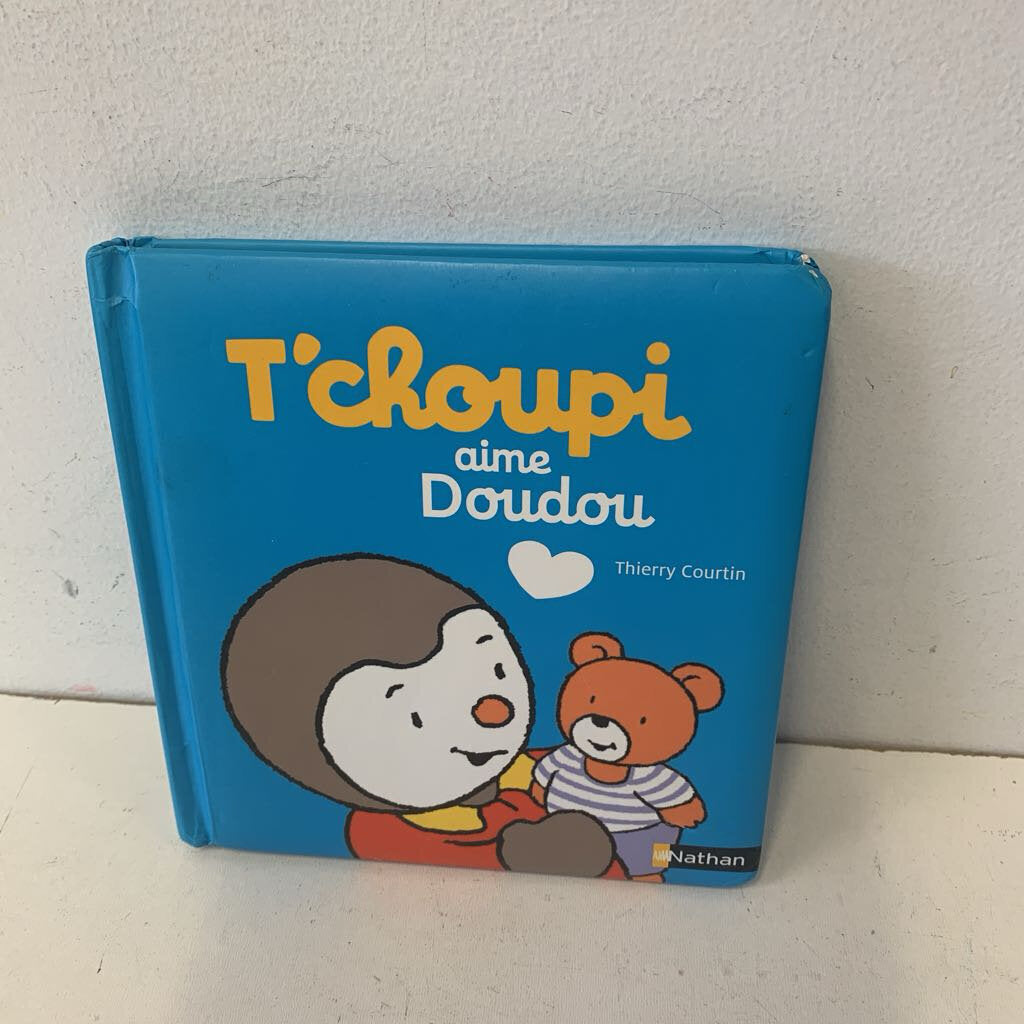 T'choupi
aime
Doudou
Thierry Courtin
Nathan